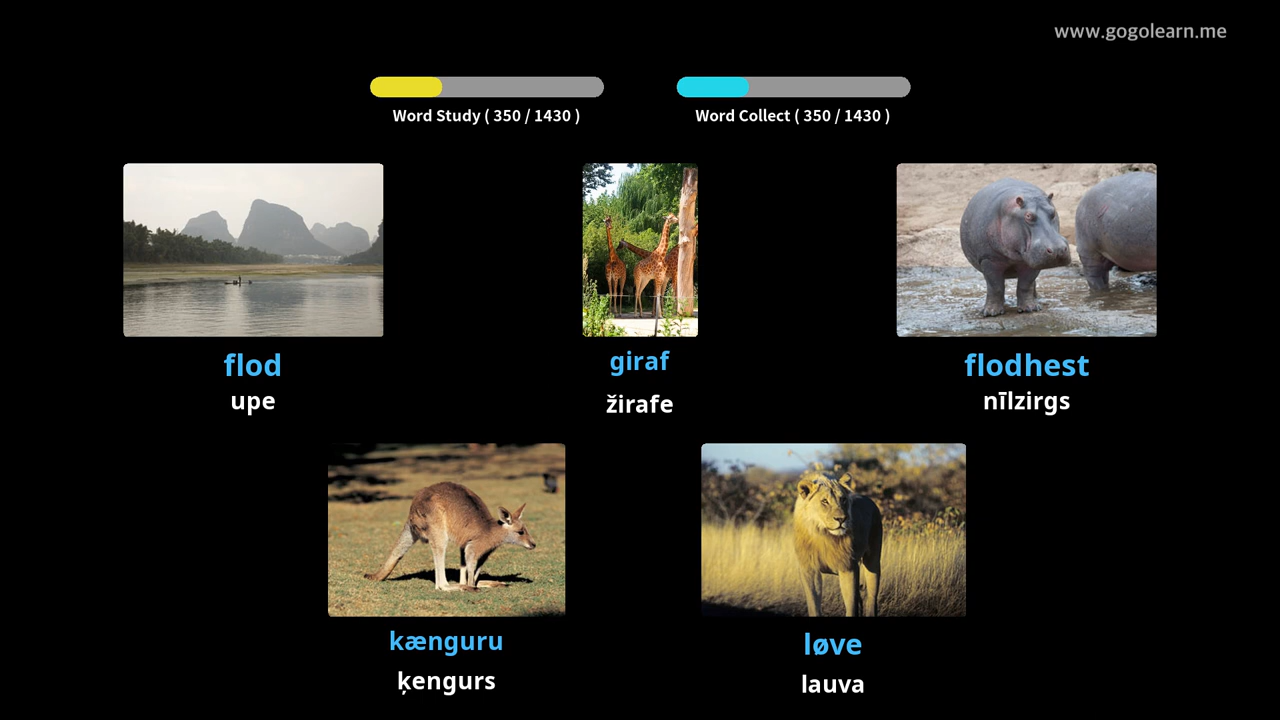 www.gogolearn.me
Word Study ( 350 / 1430 )
Word Collect ( 350 / 1430 )
flod
upe
giraf
žirafe
flodhest
nīlzirgs
kænguru
ķengurs
løve
lauva